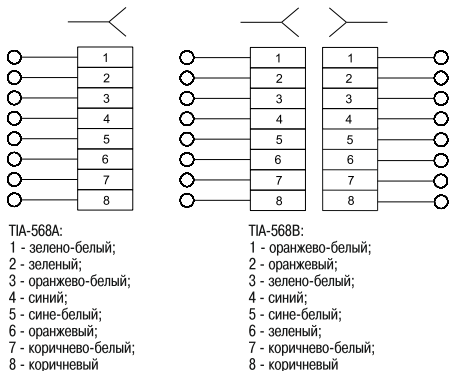 1
2
3
4
5
6
7
8
1 1
2 2
3 3
4 4
5 5
6 6
7 7
8 8
TIA-568A:
1 - зелено-белый;
2 - зеленый;
3 - оранжево-белый;
4 - синий;
5 - сине-белый;
6 - оранжевый;
7 - коричнево-белый;
8 - коричневый
TIA-568B:
1 - оранжево-белый;
2 - оранжевый;
3 - зелено-белый;
4 - синий;
5 - сине-белый;
6 - зеленый;
7 - коричнево-белый;
8 - коричневый